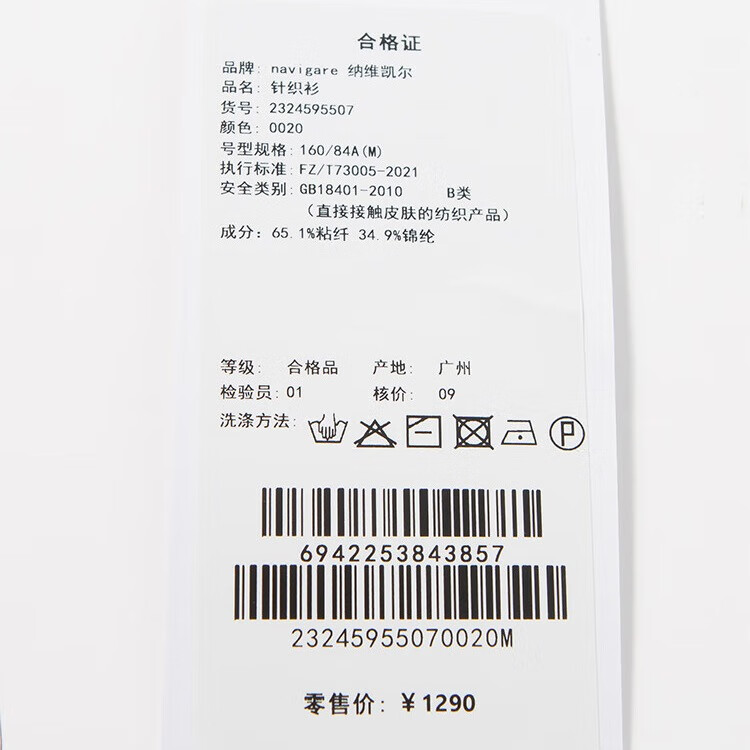 合格证
品牌: navigare 纳维凯尔
品名: 针织衫
货号: 2324595507
颜色: 0020
号型规格: 160/84A(M)
执行标准: FZ/T73005-2021
安全类别: GB18401-2010 B类
(直接接触皮肤的纺织产品)
成分: 65.1%粘纤 34.9%锦纶
等级: 合格品 产地: 广州
检验员: 01 核价: 09
洗涤方法: P
6942253843857
23245955070020M
零售价: ¥1290